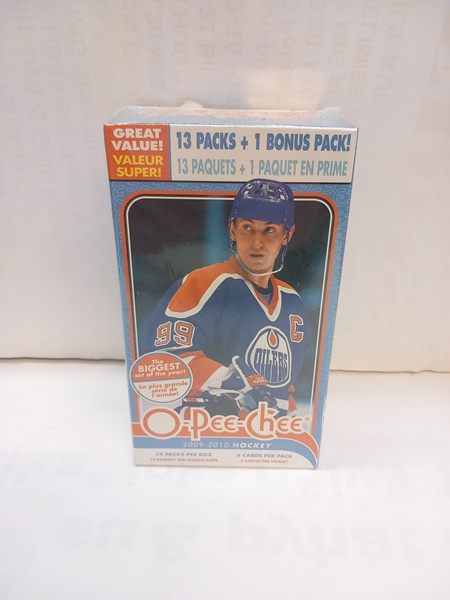 GREAT
VALUE!
VALEUR
SUPER!
13 PACKS + 1 BONUS PACK!
13 PAQUETS + 1 PAQUET EN PRIME
99
C
OILERS
The
BIGGEST
set of the year!
La plus grande
série de
l'année!
O-Pee-Chee
2009-2010 HOCKEY
14 PACKS PER BOX
6 CARDS PER PACK